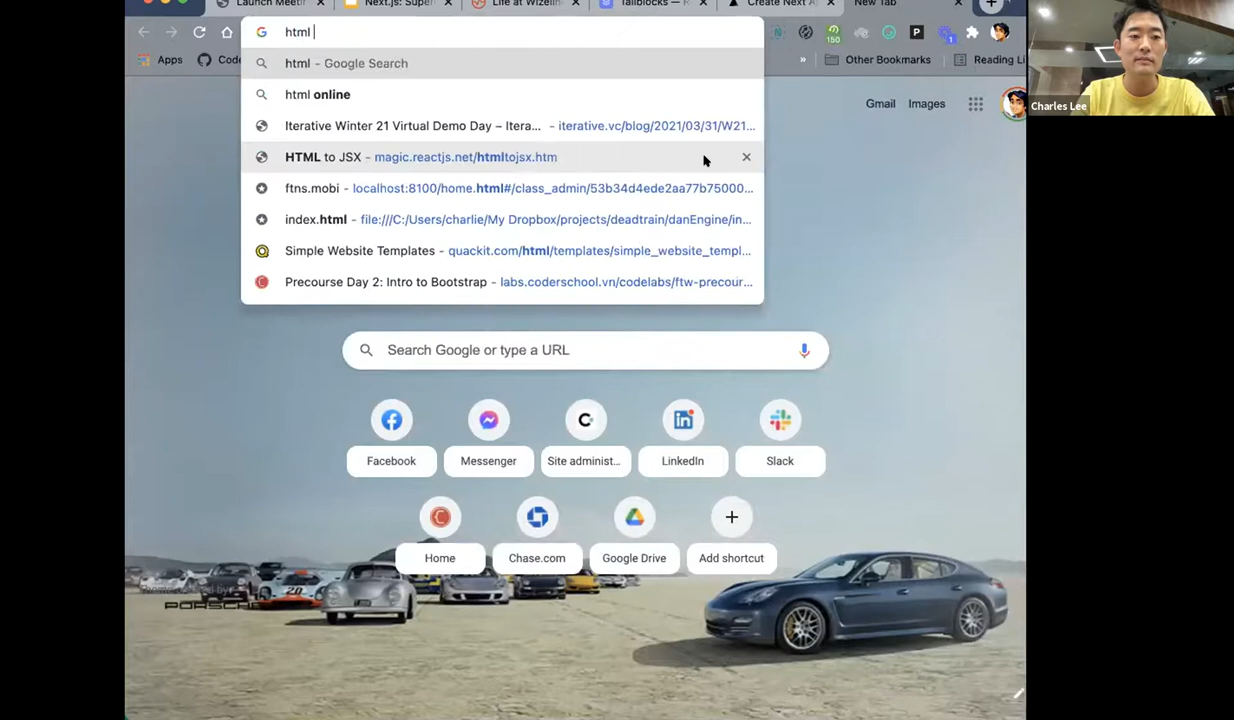 Launch Meetin
Next.js: Super
Life at Wizeline
Tailblocks — R
Create Next A
New Tab
html
150
P
1
Apps
Code
»
Other Bookmarks
Reading Li
html - Google Search
html online
Iterative Winter 21 Virtual Demo Day – Itera... - iterative.vc/blog/2021/03/31/W21...
HTML to JSX - magic.reactjs.net/htmltojsx.htm
ftns.mobi - localhost:8100/home.html#/class_admin/53b34d4ede2aa77b75000...
index.html - file:///C:/Users/charlie/My Dropbox/projects/deadtrain/danEngine/in...
Simple Website Templates - quackit.com/html/templates/simple_website_templ...
Precourse Day 2: Intro to Bootstrap - labs.coderschool.vn/codelabs/ftw-precour...
Gmail
Images
Charles Lee
Search Google or type a URL
Facebook
Messenger
Site administ...
LinkedIn
Slack
Home
Chase.com
Google Drive
Add shortcut
20
PORSCHE